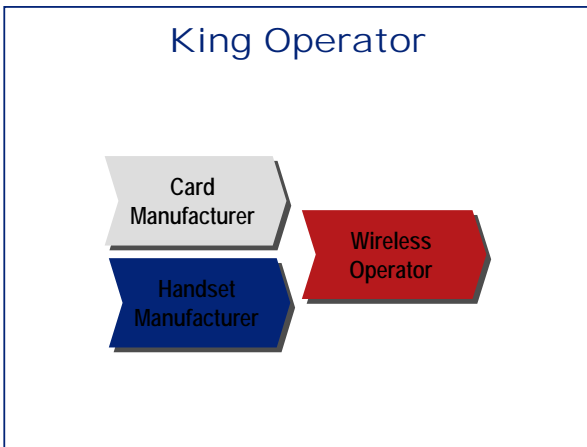 King Operator
Card
Manufacturer
Wireless
Operator
Handset
Manufacturer